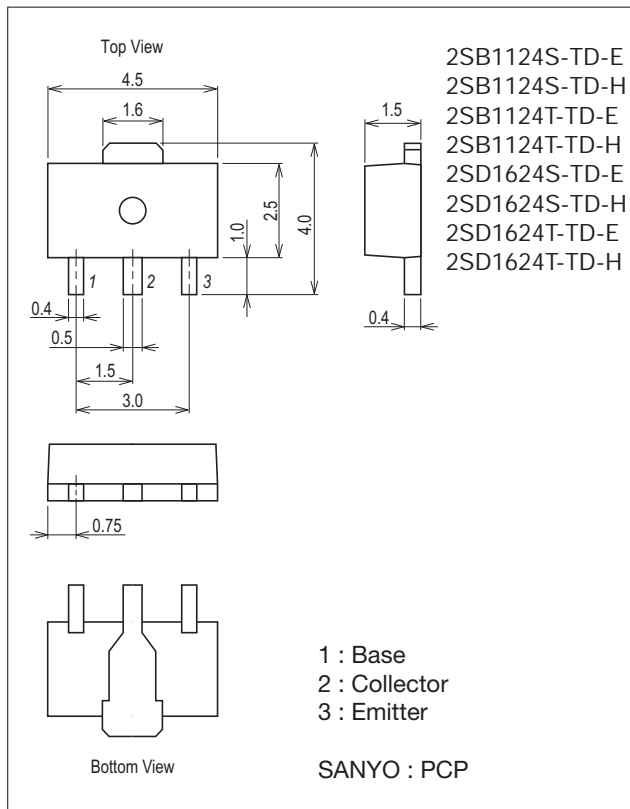 Top View
4.5
1.6
1.5
2.5
4.0
1.0
1
2
3
0.4
0.5
1.5
3.0
0.4
2SB1124S-TD-E
2SB1124S-TD-H
2SB1124T-TD-E
2SB1124T-TD-H
2SD1624S-TD-E
2SD1624S-TD-H
2SD1624T-TD-E
2SD1624T-TD-H
0.75
Bottom View
1 : Base
2 : Collector
3 : Emitter
SANYO : PCP